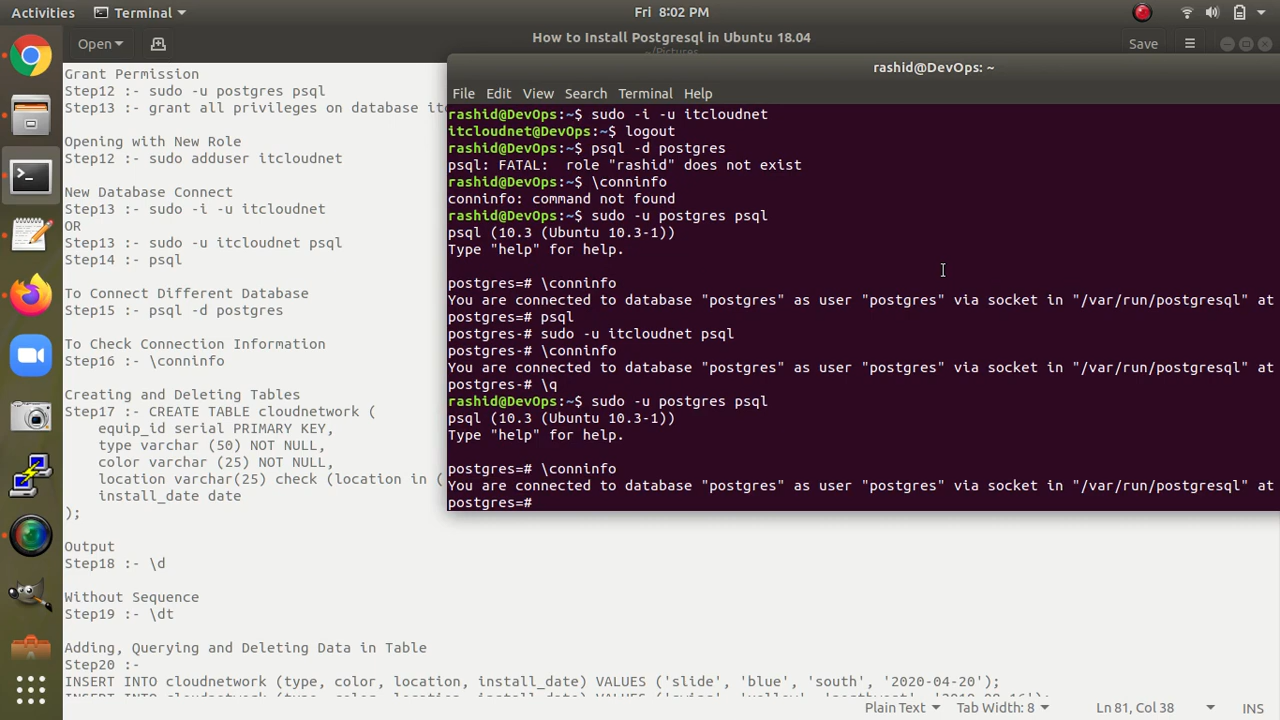 Activities
Terminal
Fri 8:02 PM
Open
How to Install Postgresql in Ubuntu 18.04
~/Pictures
Save
Grant Permission
Step12 :- sudo -u postgres psql
Step13 :- grant all privileges on database itc
Opening with New Role
Step12 :- sudo adduser itcloudnet
New Database Connect
Step13 :- sudo -i -u itcloudnet
OR
Step13 :- sudo -u itcloudnet psql
Step14 :- psql
To Connect Different Database
Step15 :- psql -d postgres
To Check Connection Information
Step16 :- \conninfo
Creating and Deleting Tables
Step17 :- CREATE TABLE cloudnetwork (
equip_id serial PRIMARY KEY,
type varchar (50) NOT NULL,
color varchar (25) NOT NULL,
location varchar(25) check (location in (
install_date date
);
Output
Step18 :- \d
Without Sequence
Step19 :- \dt
Adding, Querying and Deleting Data in Table
Step20 :-
INSERT INTO cloudnetwork (type, color, location, install_date) VALUES ('slide', 'blue', 'south', '2020-04-20');
rashid@DevOps: ~
File Edit View Search Terminal Help
rashid@DevOps:~$ sudo -i -u itcloudnet
itcloudnet@DevOps:~$ logout
rashid@DevOps:~$ psql -d postgres
psql: FATAL:  role "rashid" does not exist
rashid@DevOps:~$ \conninfo
conninfo: command not found
rashid@DevOps:~$ sudo -u postgres psql
psql (10.3 (Ubuntu 10.3-1))
Type "help" for help.
postgres=# \conninfo
You are connected to database "postgres" as user "postgres" via socket in "/var/run/postgresql" at
postgres=# psql
postgres-# sudo -u itcloudnet psql
postgres-# \conninfo
You are connected to database "postgres" as user "postgres" via socket in "/var/run/postgresql" at
postgres-# \q
rashid@DevOps:~$ sudo -u postgres psql
psql (10.3 (Ubuntu 10.3-1))
Type "help" for help.
postgres=# \conninfo
You are connected to database "postgres" as user "postgres" via socket in "/var/run/postgresql" at
postgres=#
Plain Text
Tab Width: 8
Ln 81, Col 38
INS